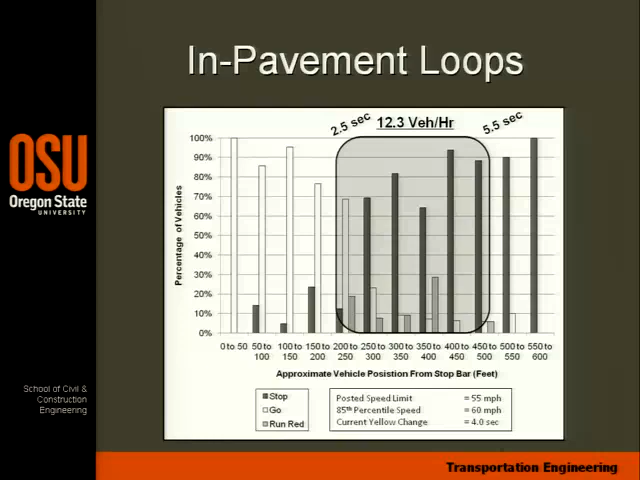 In-Pavement Loops
2.5 sec
12.3 Veh/Hr
5.5 sec
OSU
Oregon State
UNIVERSITY
Percentage of Vehicles
100%
90%
80%
70%
60%
50%
40%
30%
20%
10%
0%
0 to 50
50 to 100
100 to 150
150 to 200
200 to 250
250 to 300
300 to 350
350 to 400
400 to 450
450 to 500
500 to 550
550 to 600
Approximate Vehicle Posistion From Stop Bar (Feet)
Stop
Go
Run Red
Posted Speed Limit = 55 mph
85th Percentile Speed = 60 mph
Current Yellow Change = 4.0 sec
School of Civil &
Construction
Engineering
Transportation Engineering